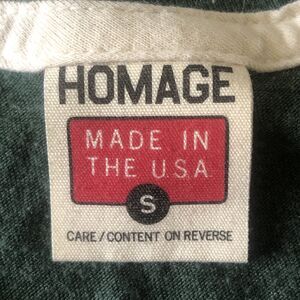 HOMAGE
MADE IN
THE U.S.A
S
CARE/CONTENT ON REVERSE